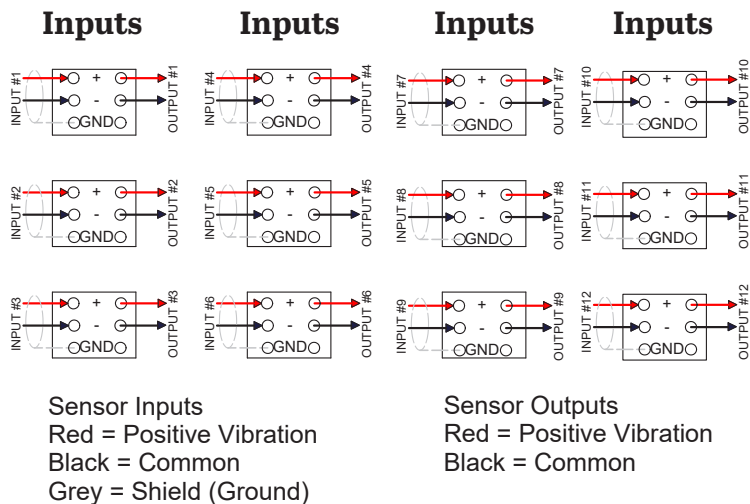 Inputs Inputs Inputs Inputs
INPUT #1 + - GND OUTPUT #1
INPUT #4 + - GND OUTPUT #4
INPUT #7 + - GND OUTPUT #7
INPUT #10 + - GND OUTPUT #10
INPUT #2 + - GND OUTPUT #2
INPUT #5 + - GND OUTPUT #5
INPUT #8 + - GND OUTPUT #8
INPUT #11 + - GND OUTPUT #11
INPUT #3 + - GND OUTPUT #3
INPUT #6 + - GND OUTPUT #6
INPUT #9 + - GND OUTPUT #9
INPUT #12 + - GND OUTPUT #12
Sensor Inputs
Red = Positive Vibration
Black = Common
Grey = Shield (Ground)
Sensor Outputs
Red = Positive Vibration
Black = Common